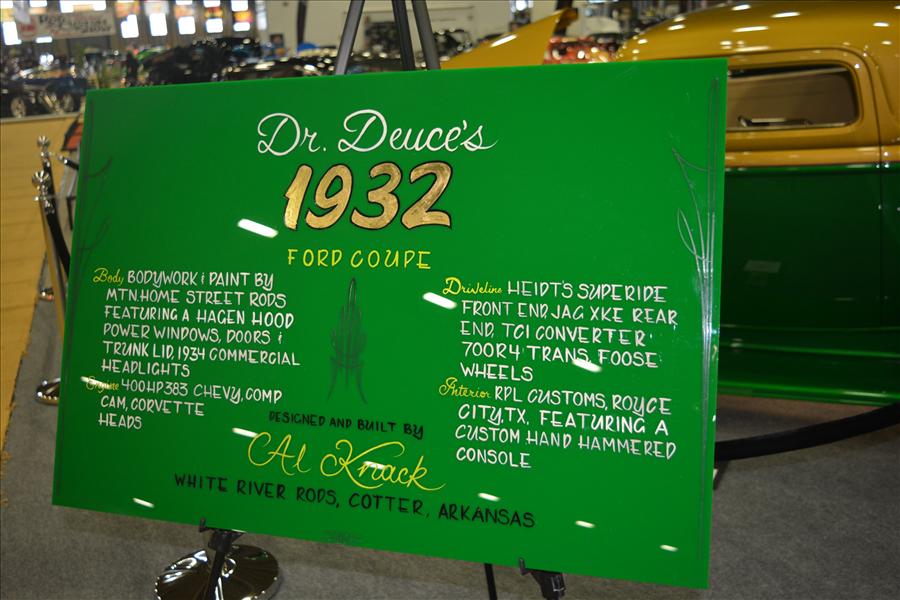 Dr. Deuce's
1932
FORD COUPE
Body BODYWORK & PAINT BY
MTN. HOME STREET RODS
FEATURING A HAGEN HOOD
POWER WINDOWS, DOORS &
TRUNK LID, 1934 COMMERCIAL
HEADLIGHTS
Engine 400HP 383 CHEVY, COMP
CAM, CORVETTE
HEADS
Driveline HEIDT'S SUPERIDE
FRONT END, JAG XKE REAR
END, TCI CONVERTER
700R4 TRANS, FOOSE
WHEELS
Interior RPL CUSTOMS, ROYCE
CITY, TX. FEATURING A
CUSTOM HAND HAMMERED
CONSOLE
DESIGNED AND BUILT BY
Al Knack
WHITE RIVER RODS, COTTER, ARKANSAS